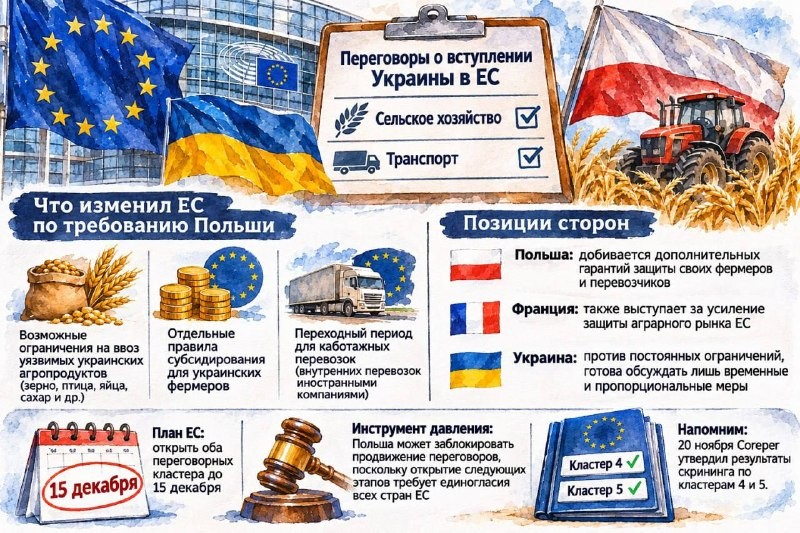 Переговоры о вступлении
Украины в ЕС
Сельское хозяйство
Транспорт
Что изменил ЕС
по требованию Польши
Возможные
ограничения на ввоз
уязвимых украинских
агропродуктов
(зерно, птица, яйца,
сахар и др.)
Отдельные
правила
субсидирования
для украинских
фермеров
Переходный период
для каботажных
перевозок
(внутренних перевозок
иностранными
компаниями)
Позиции сторон
Польша: добивается дополнительных
гарантий защиты своих фермеров
и перевозчиков
Франция: также выступает за усиление
защиты аграрного рынка ЕС
Украина: против постоянных ограничений,
готова обсуждать лишь временные
и пропорциональные меры
15 декабря
План ЕС:
открыть оба
переговорных
кластера до
15 декабря
Инструмент давления:
Польша может заблокировать
продвижение переговоров,
поскольку открытие следующих
этапов требует единогласия
всех стран ЕС
Кластер 4
Кластер 5
Напомним:
20 ноября Coreper
утвердил результаты
скрининга по
кластерам 4 и 5.